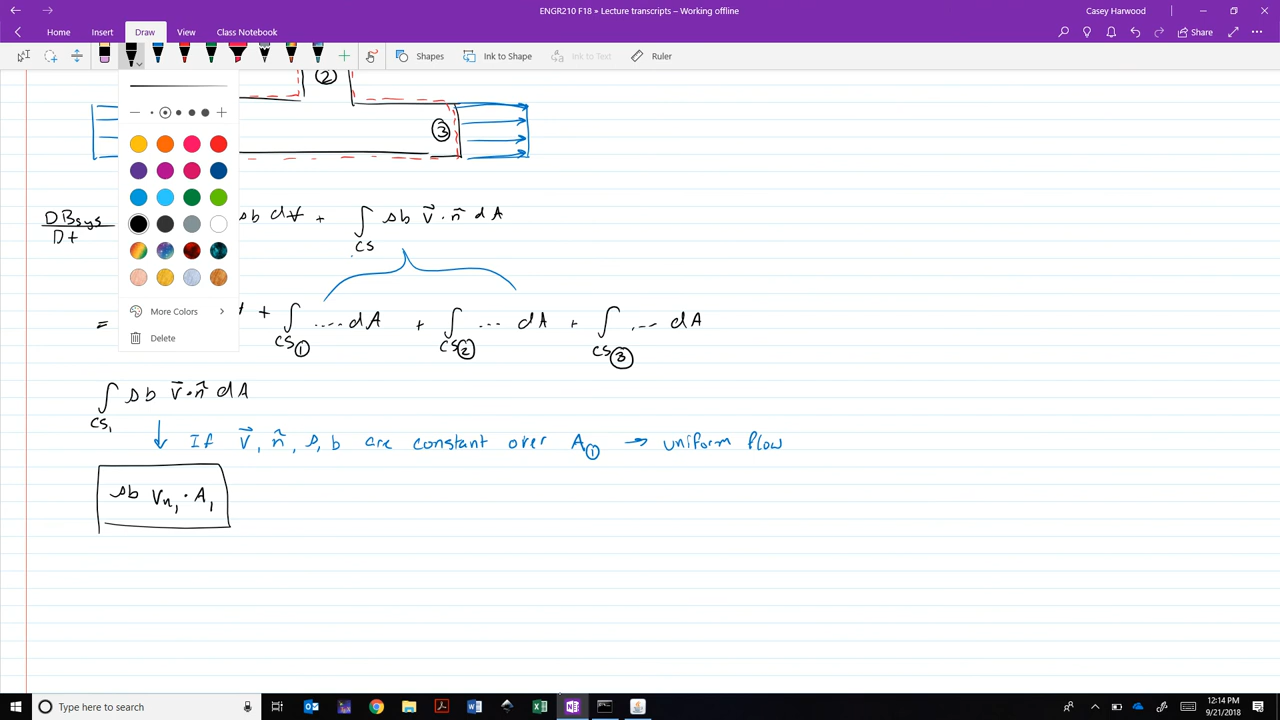 ENGR210 F18 » Lecture transcripts – Working offline
Casey Harwood
Home Insert Draw View Class Notebook
Share
Shapes Ink to Shape Ink to Text Ruler
②
③
DBsys
Dt
ρb dV + ∫ ρb v⃗ · n̂ dA
CS
= + ∫ .... dA + ∫ ... dA + ∫ .... dA
CS① CS② CS③
More Colors
Delete
∫ ρb v⃗ · n̂ dA
CS₁
↓ If v⃗, n̂, ρ, b are constant over A① → uniform flow
ρb Vn₁ · A₁
Type here to search
12:14 PM
9/21/2018